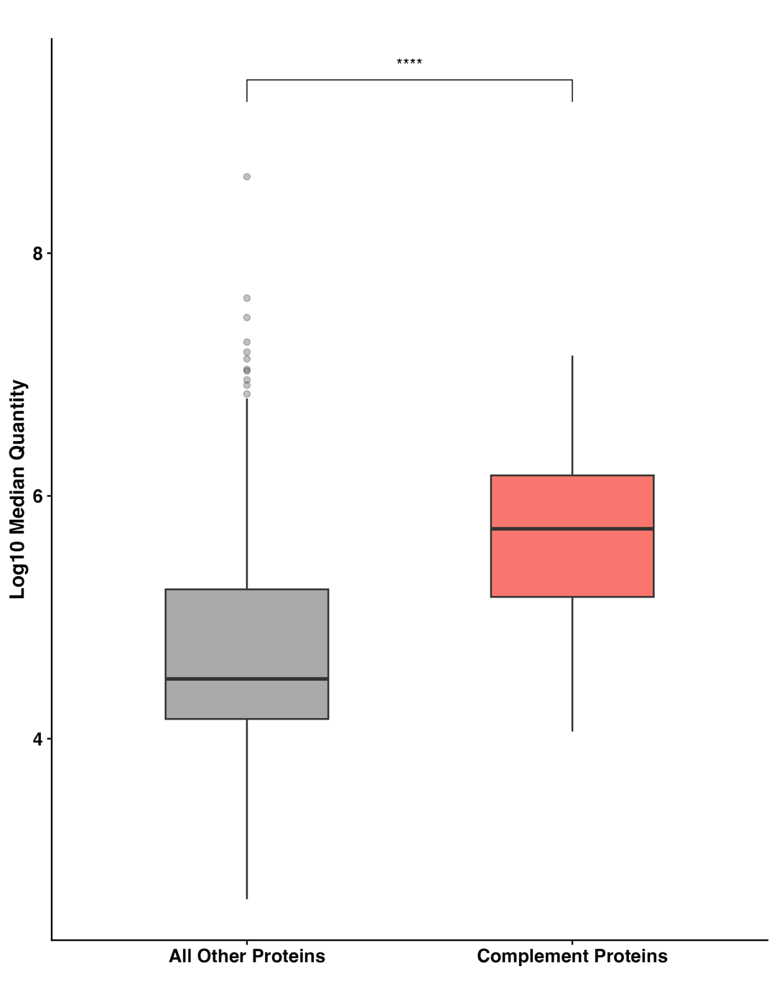 ****
8
6
4
Log10 Median Quantity
All Other Proteins
Complement Proteins